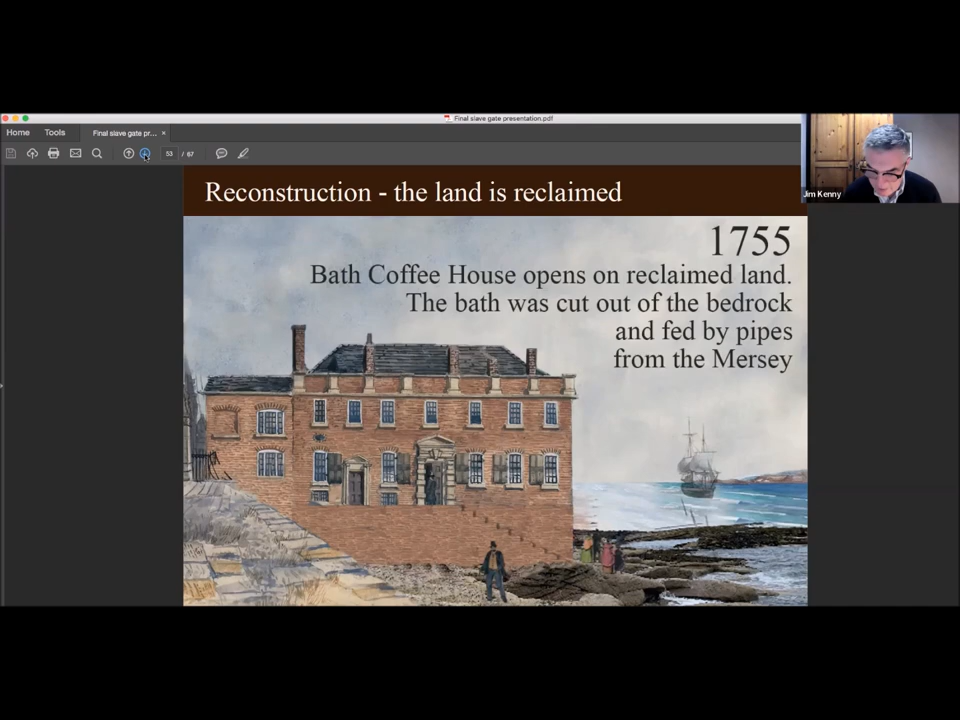 Final slave gate presentation.pdf
Home Tools Final slave gate pr... ×
53 / 67
Jim Kenny
Reconstruction - the land is reclaimed
1755
Bath Coffee House opens on reclaimed land.
The bath was cut out of the bedrock
and fed by pipes
from the Mersey